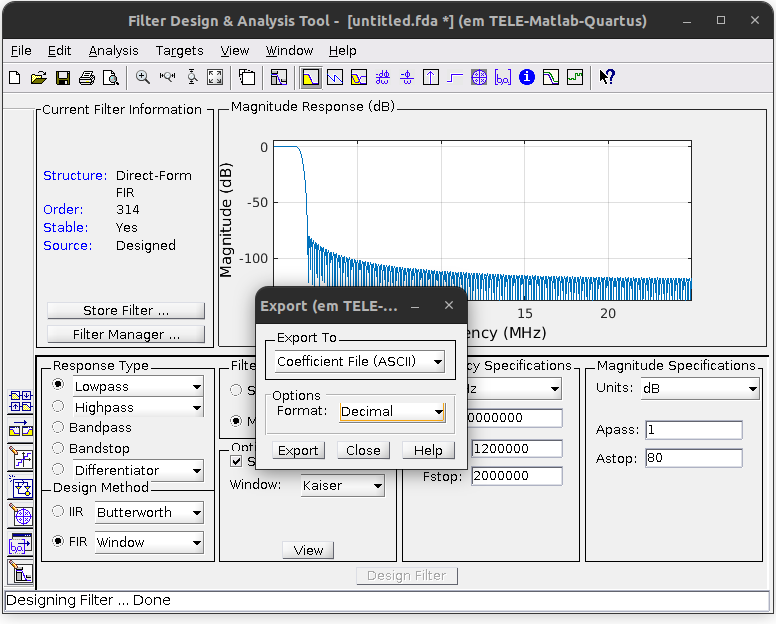 Filter Design & Analysis Tool - [untitled.fda *] (em TELE-Matlab-Quartus)
File Edit Analysis Targets View Window Help
Current Filter Information
Structure: Direct-Form
FIR
Order: 314
Stable: Yes
Source: Designed
Store Filter ...
Filter Manager ...
Magnitude Response (dB)
Magnitude (dB)
0
-50
-100
15
20
ency (MHz)
Export (em TELE-...
Export To
Coefficient File (ASCII)
Options
Format: Decimal
Export Close Help
Response Type
Lowpass
Highpass
Bandpass
Bandstop
Differentiator
Design Method
IIR Butterworth
FIR Window
Filte
S
M
Opti
S
Window: Kaiser
View
cy Specifications
Hz
0000000
1200000
Fstop: 2000000
Magnitude Specifications
Units: dB
Apass: 1
Astop: 80
Design Filter
Designing Filter ... Done